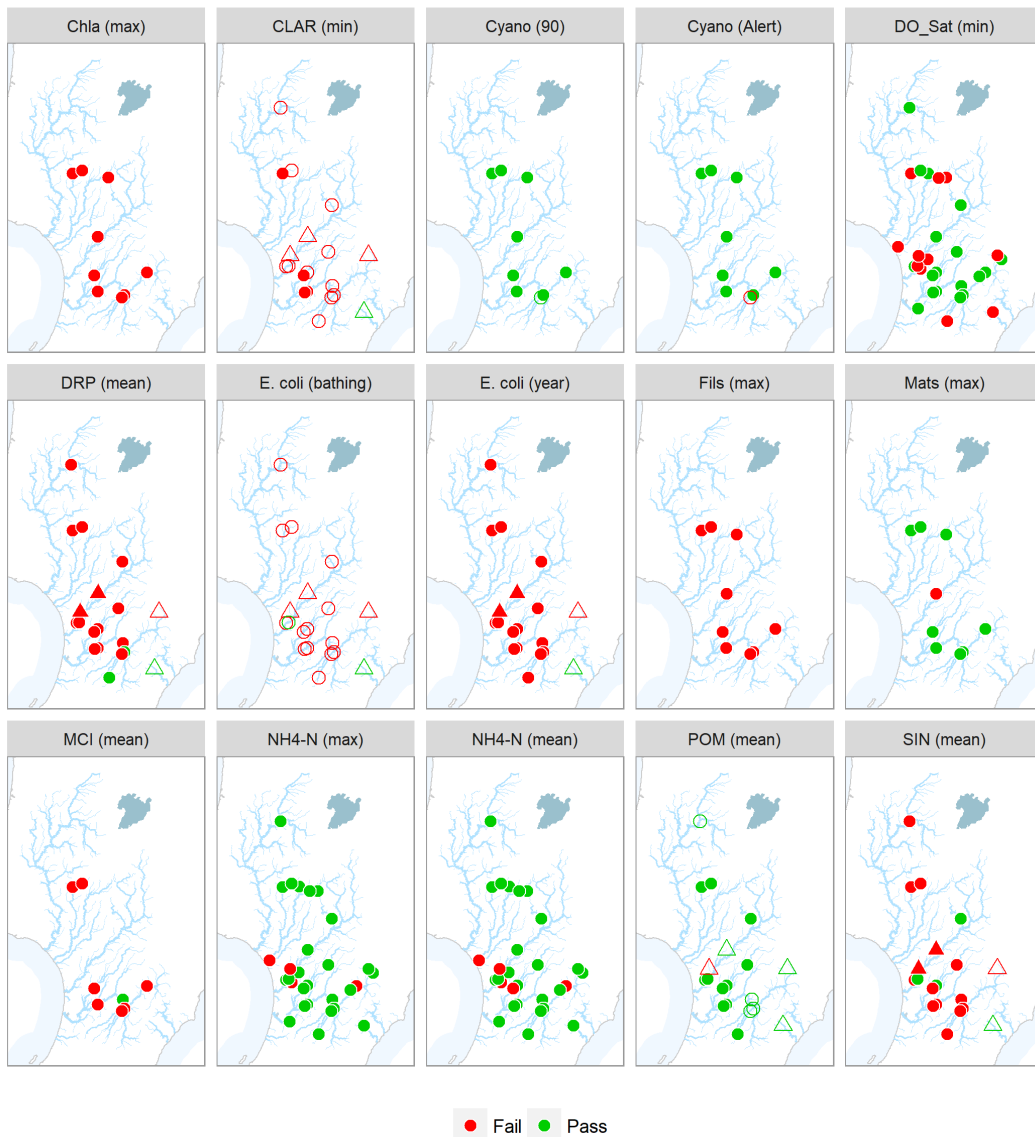 Chla (max)
CLAR (min)
Cyano (90)
Cyano (Alert)
DO_Sat (min)
DRP (mean)
E. coli (bathing)
E. coli (year)
Fils (max)
Mats (max)
MCI (mean)
NH4-N (max)
NH4-N (mean)
POM (mean)
SIN (mean)
Fail Pass